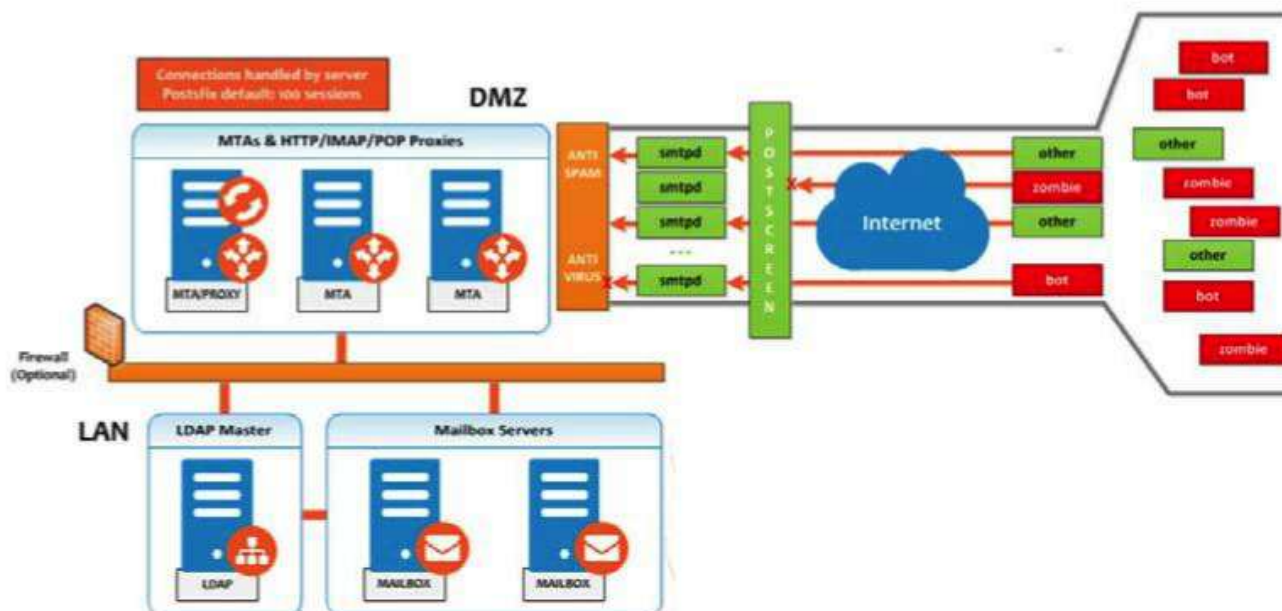 Connections handled by server
Postsfix default: 100 sessions
DMZ
MTAs & HTTP/IMAP/POP Proxies
MTA/PROXY
MTA
MTA
ANTI
SPAM
ANTI
VIRUS
smtpd
smtpd
smtpd
---
smtpd
POSTSCREEN
Internet
other
zombie
other
bot
bot
bot
other
zombie
zombie
other
bot
zombie
Firewall
(Optional)
LAN
LDAP Master
LDAP
Mailbox Servers
MAILBOX
MAILBOX